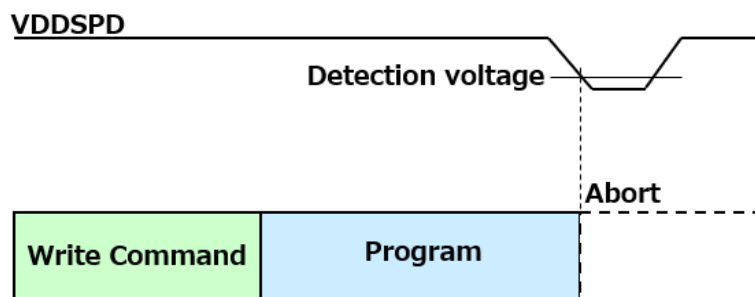 VDDSPD
Detection voltage
Abort
Write Command
Program